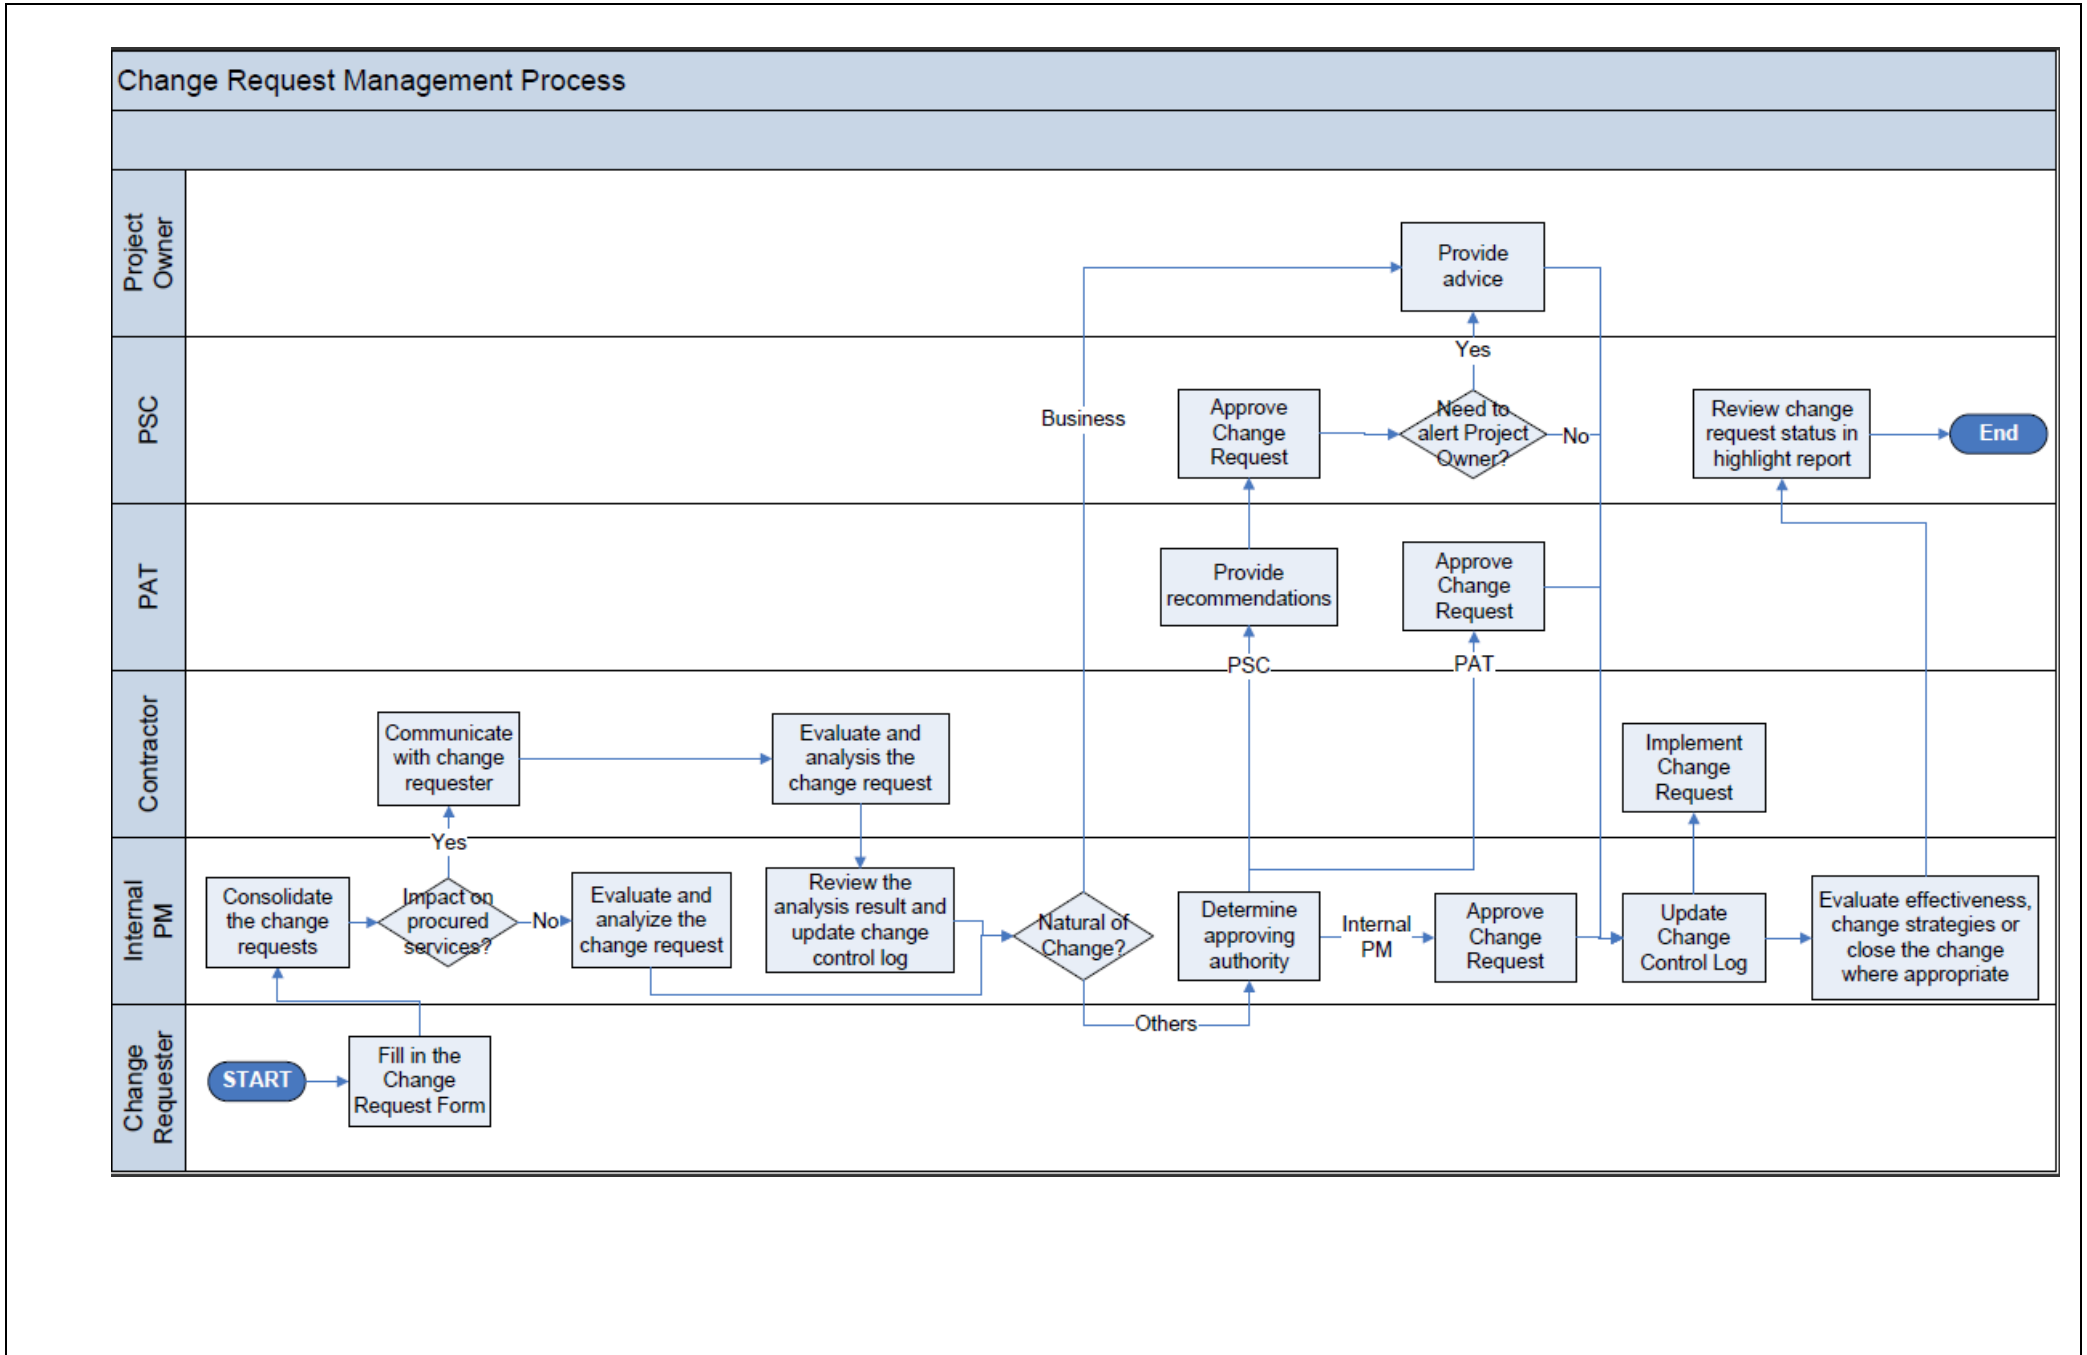 Change Request Management Process
Project
Owner
Provide
advice
Yes
PSC
Business
Approve
Change
Request
Need to
alert Project
Owner?
No
Review change
request status in
highlight report
End
PAT
Provide
recommendations
Approve
Change
Request
PSC
PAT
Contractor
Communicate
with change
requester
Evaluate and
analysis the
change request
Implement
Change
Request
Yes
Internal
PM
Consolidate
the change
requests
Impact on
procured
services?
No
Evaluate and
analyize the
change request
Review the
analysis result and
update change
control log
Natural of
Change?
Determine
approving
authority
Internal
PM
Approve
Change
Request
Update
Change
Control Log
Evaluate effectiveness,
change strategies or
close the change
where appropriate
Others
Change
Requester
START
Fill in the
Change
Request Form